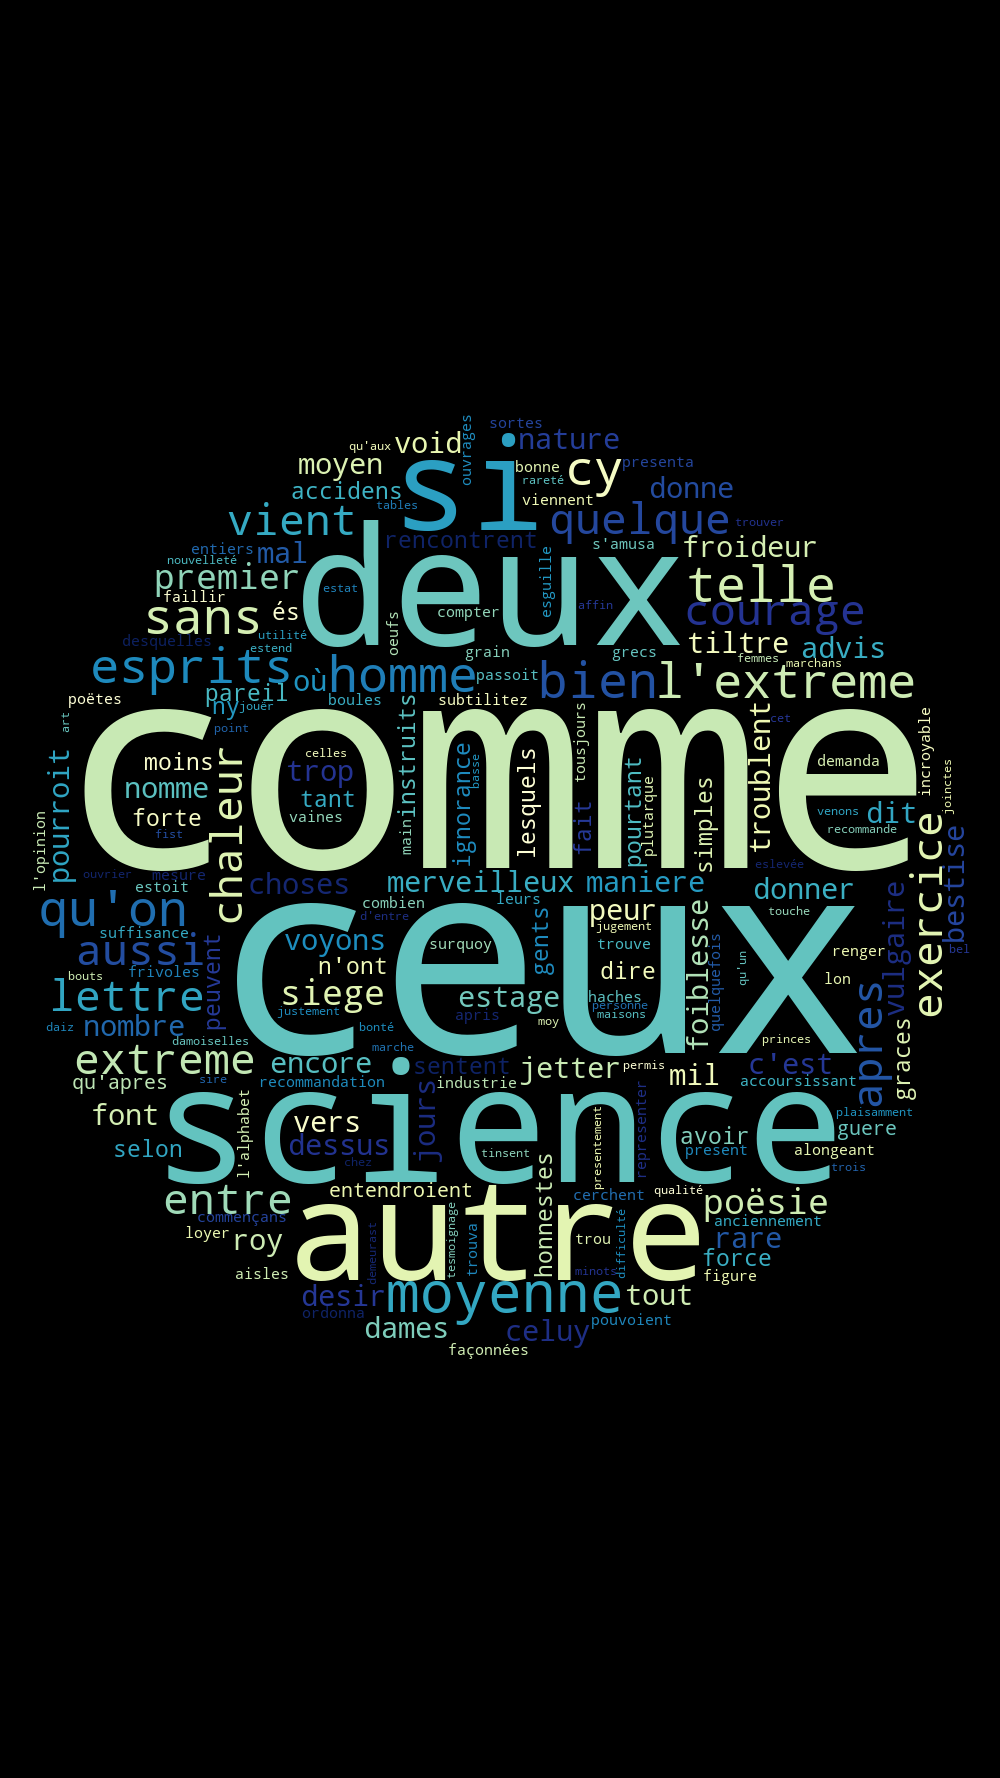 sortes
qu'aux
void
ouvrages
nature
moyen
si
bonne
cy
presenta
accidens
rareté
donne
tables
viennent
vient
quelque
trouver
entiers
mal
rencontrent
s'amusa
froideur
nouvelleté
deux
esguille
premier
estat
telle
faillir
affin
sans
és
compter
courage
oeufs
desquelles
utilité
estend
grain
grecs
tiltre
advis
femmes
marchans
esprits
où
homme
passoit
bien
l'extreme
pareil
poëtes
ny
jouër
boules
subtilitez
art
point
comme
instruits
tousjours
troublent
cet
incroyable
moins
celles
chaleur
lesquels
pourroit
trop
ignorance
basse
pourtant
demanda
joinctes
nomme
tant
plutarque
simples
forte
vaines
main
fait
venons
dit
fist
recommande
l'opinion
ouvrier
mesure
eslevée
exercice
bestise
estoit
choses
merveilleux
maniere
donner
combien
leurs
qu'on
d'entre
peur
touche
vulgaire
suffisance
ceux
jugement
aussi
voyons
surquoy
gents
trouve
foiblesse
renger
bel
frivoles
n'ont
dire
qu'un
bouts
peuvent
siege
quelquefois
lon
lettre
estage
haches
personne
justement
apris
maisons
apres
daiz
nombre
bonté
moy
damoiselles
princes
extreme
marche
encore
sentent
jetter
permis
mil
c'est
graces
qu'apres
sire
recommandation
industrie
accoursissant
science
font
l'alphabet
vers
jours
presentement
representer
plaisamment
guere
selon
dessus
avoir
present
alongeant
chez
tinsent
trois
entre
entendroient
honnestes
cerchent
qualité
poësie
commençans
autre
anciennement
loyer
roy
tesmoignage
trouva
trou
difficulté
rare
force
aisles
demeurast
minots
figure
desir
moyenne
tout
ordonna
dames
celuy
pouvoient
façonnées